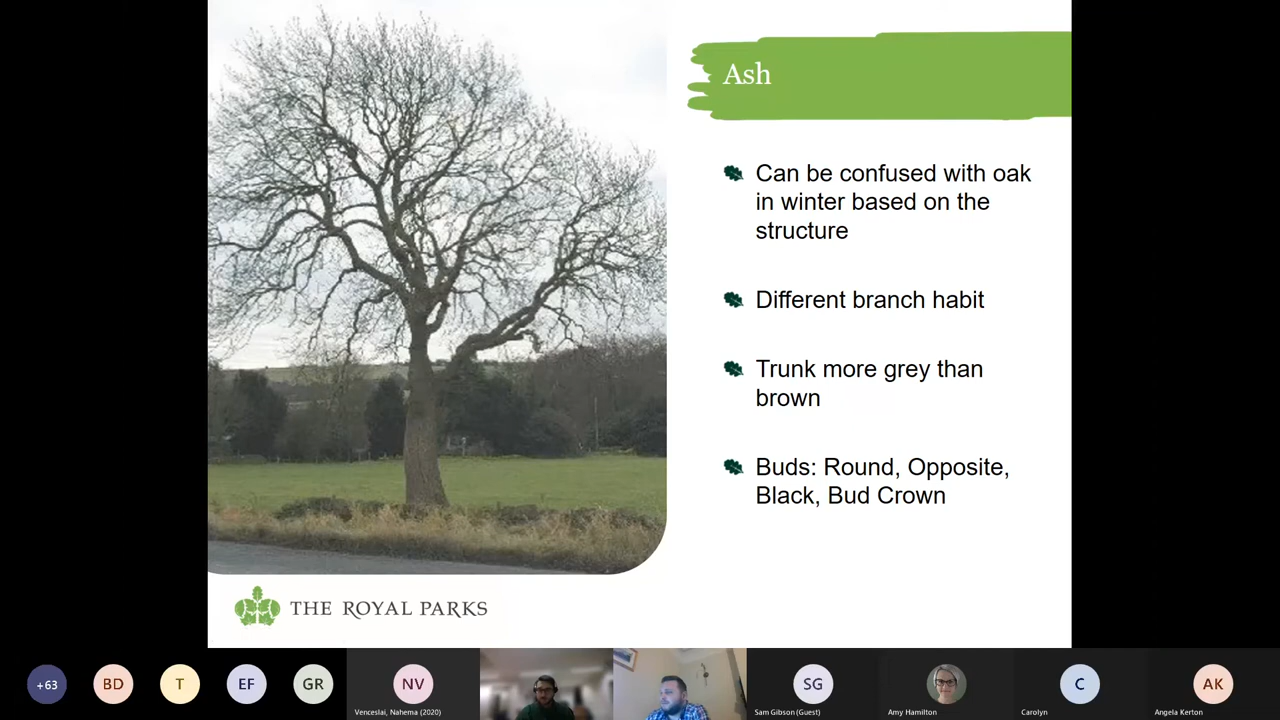 Ash
Can be confused with oak
in winter based on the
structure
Different branch habit
Trunk more grey than
brown
Buds: Round, Opposite,
Black, Bud Crown
THE ROYAL PARKS
+63
BD
T
EF
GR
NV
SG
C
AK
Venceslai, Nahema (2020)
Sam Gibson (Guest)
Amy Hamilton
Carolyn
Angela Kerton